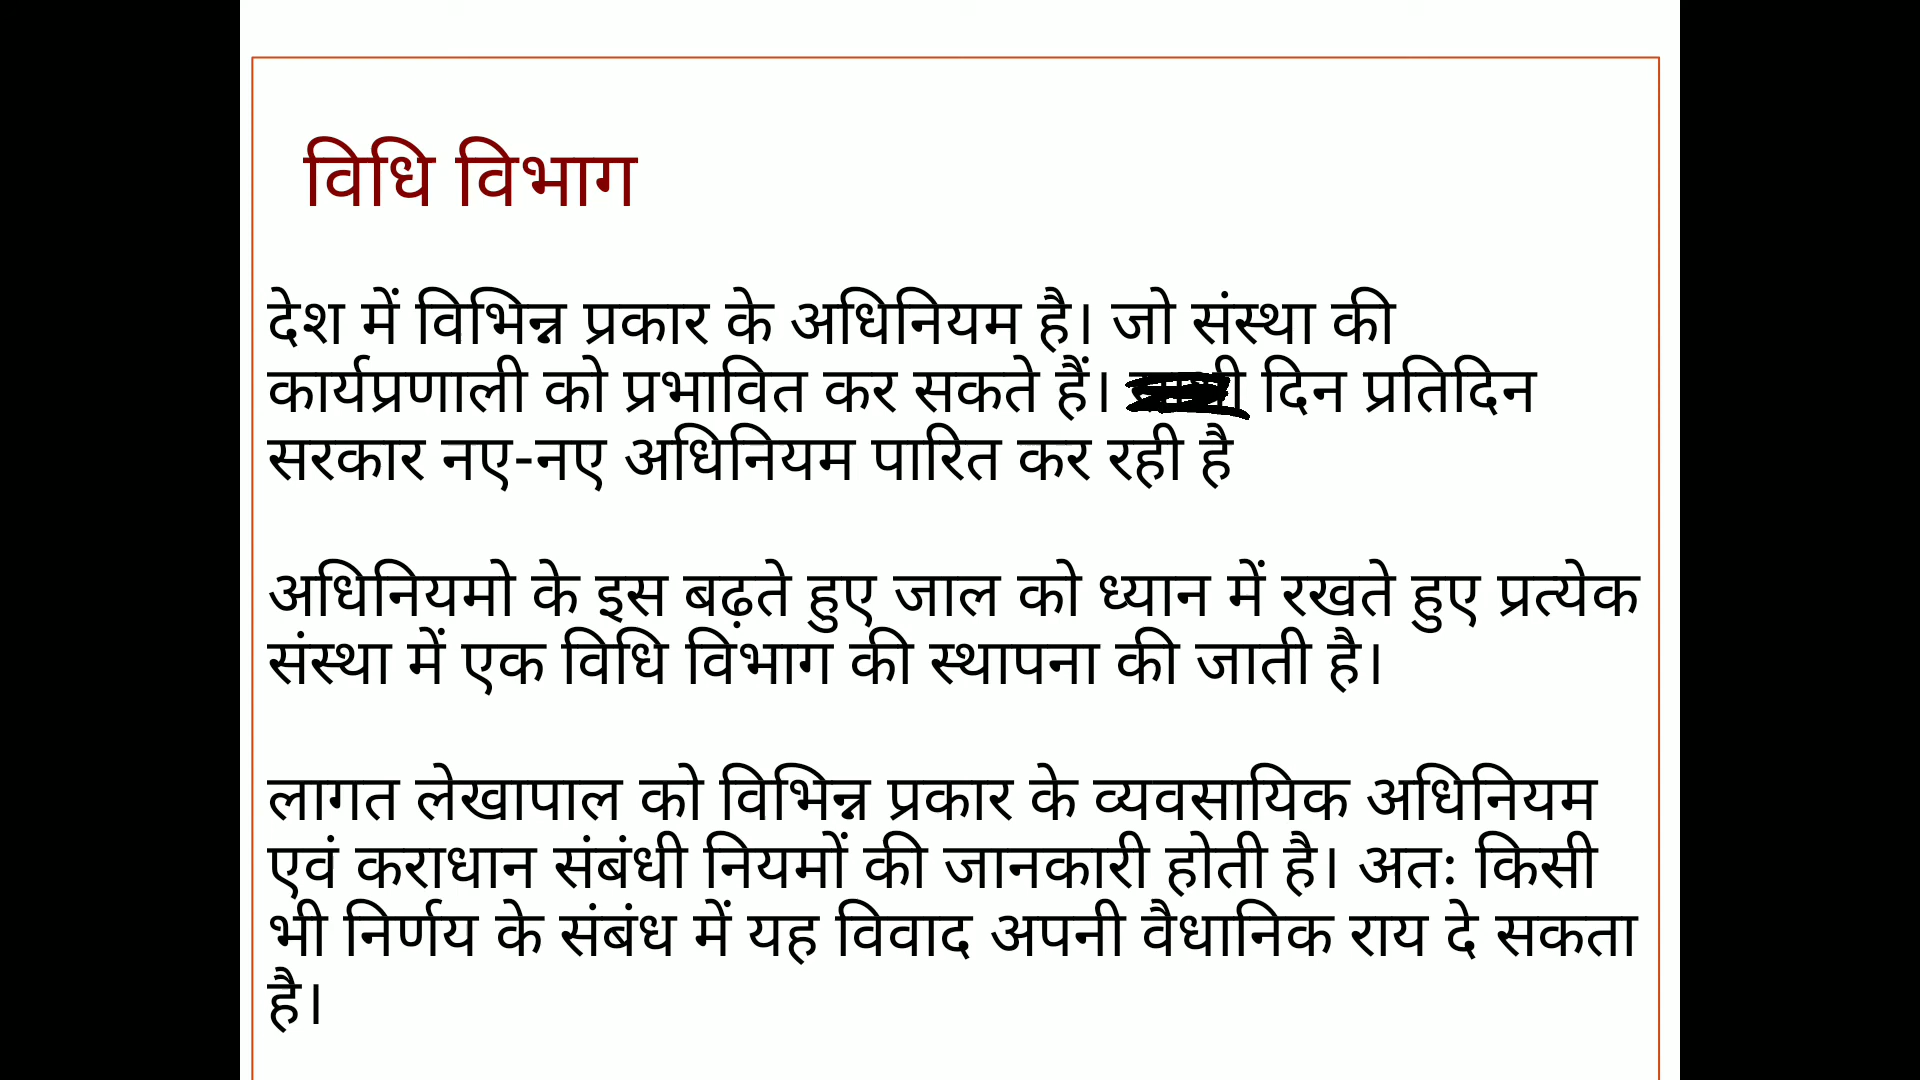 विधि विभाग
देश में विभिन्न प्रकार के अधिनियम है। जो संस्था की
कार्यप्रणाली को प्रभावित कर सकते हैं। दिन प्रतिदिन
सरकार नए-नए अधिनियम पारित कर रही है
अधिनियमो के इस बढ़ते हुए जाल को ध्यान में रखते हुए प्रत्येक
संस्था में एक विधि विभाग की स्थापना की जाती है।
लागत लेखापाल को विभिन्न प्रकार के व्यवसायिक अधिनियम
एवं कराधान संबंधी नियमों की जानकारी होती है। अतः किसी
भी निर्णय के संबंध में यह विवाद अपनी वैधानिक राय दे सकता
है।